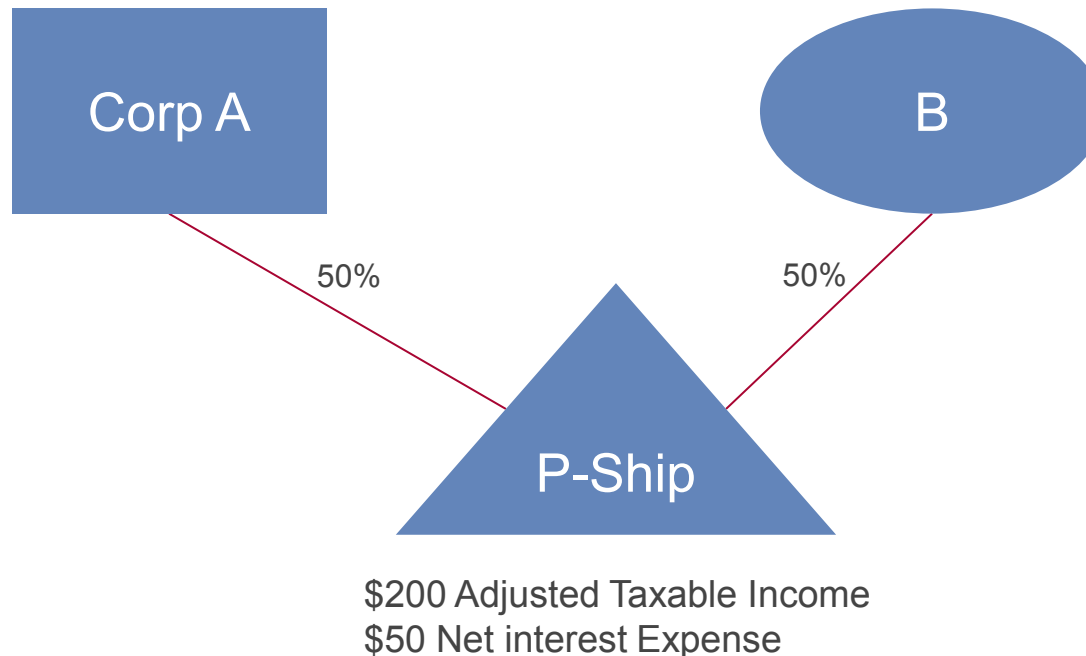 Corp A
B
50%
50%
P-Ship
$200 Adjusted Taxable Income
$50 Net interest Expense